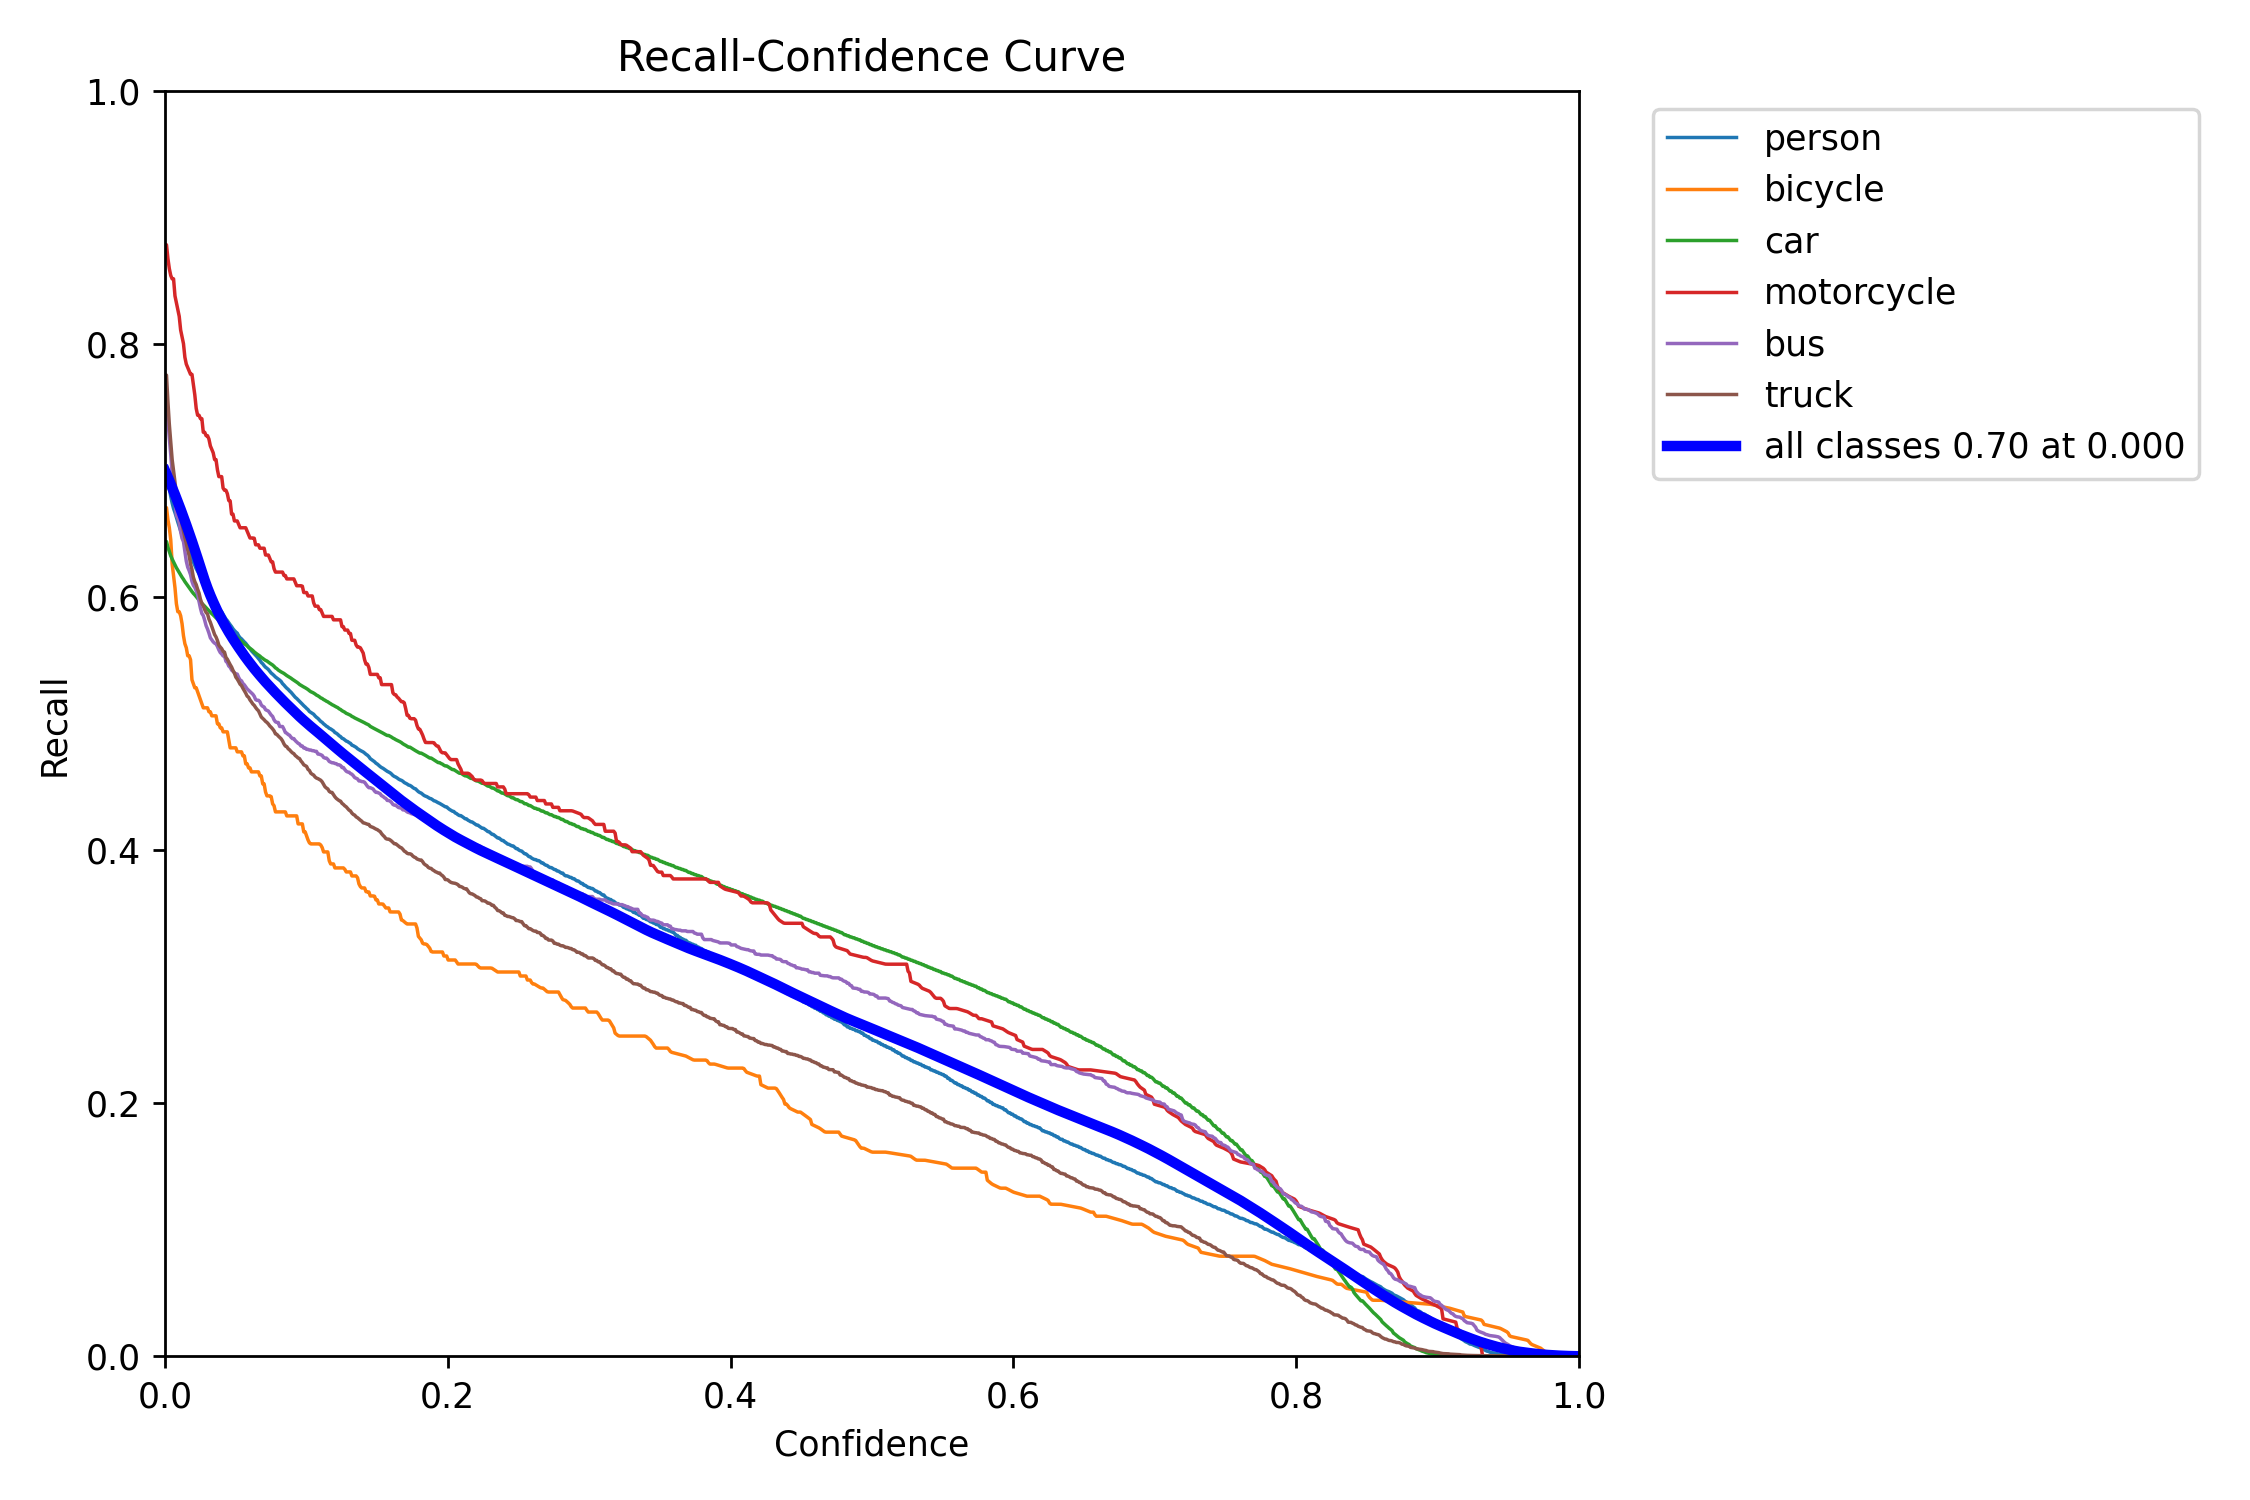 Recall-Confidence Curve
1.0
0.8
0.6
0.4
0.2
0.0
Recall
0.0 0.2 0.4 0.6 0.8 1.0
Confidence
person
bicycle
car
motorcycle
bus
truck
all classes 0.70 at 0.000